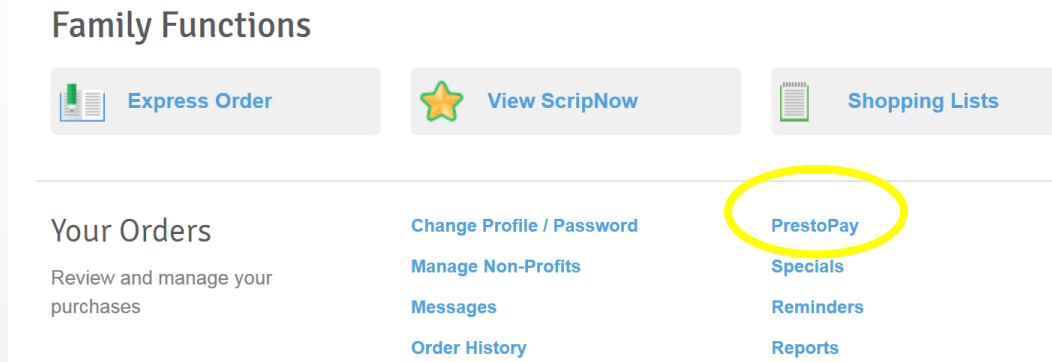 Family Functions
Express Order
View ScripNow
Shopping Lists
Your Orders
Review and manage your
purchases
Change Profile / Password
Manage Non-Profits
Messages
Order History
PrestoPay
Specials
Reminders
Reports